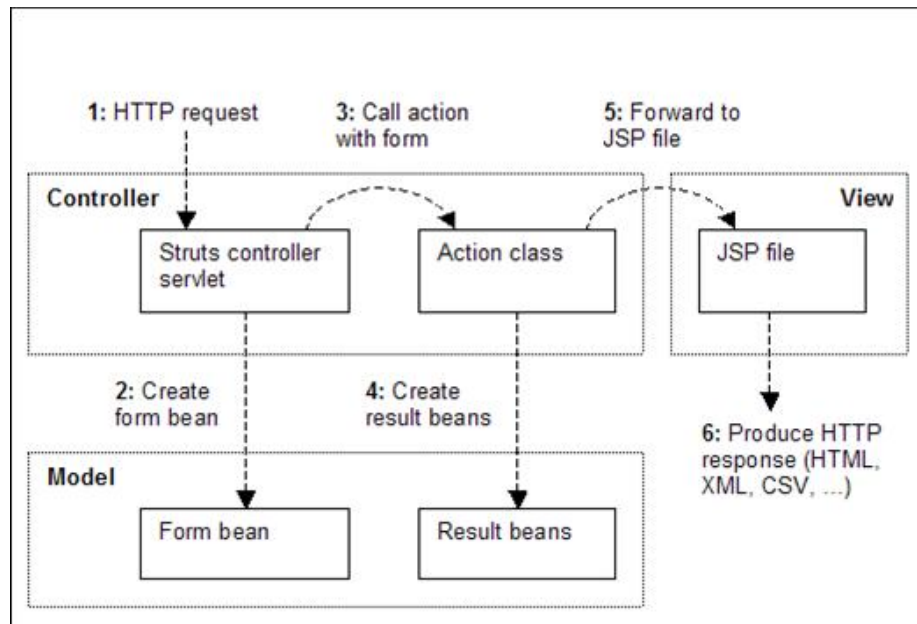 1: HTTP request
3: Call action
with form
5: Forward to
JSP file
Controller
View
Struts controller
servlet
Action class
JSP file
2: Create
form bean
4: Create
result beans
6: Produce HTTP
response (HTML,
XML, CSV, ...)
Model
Form bean
Result beans